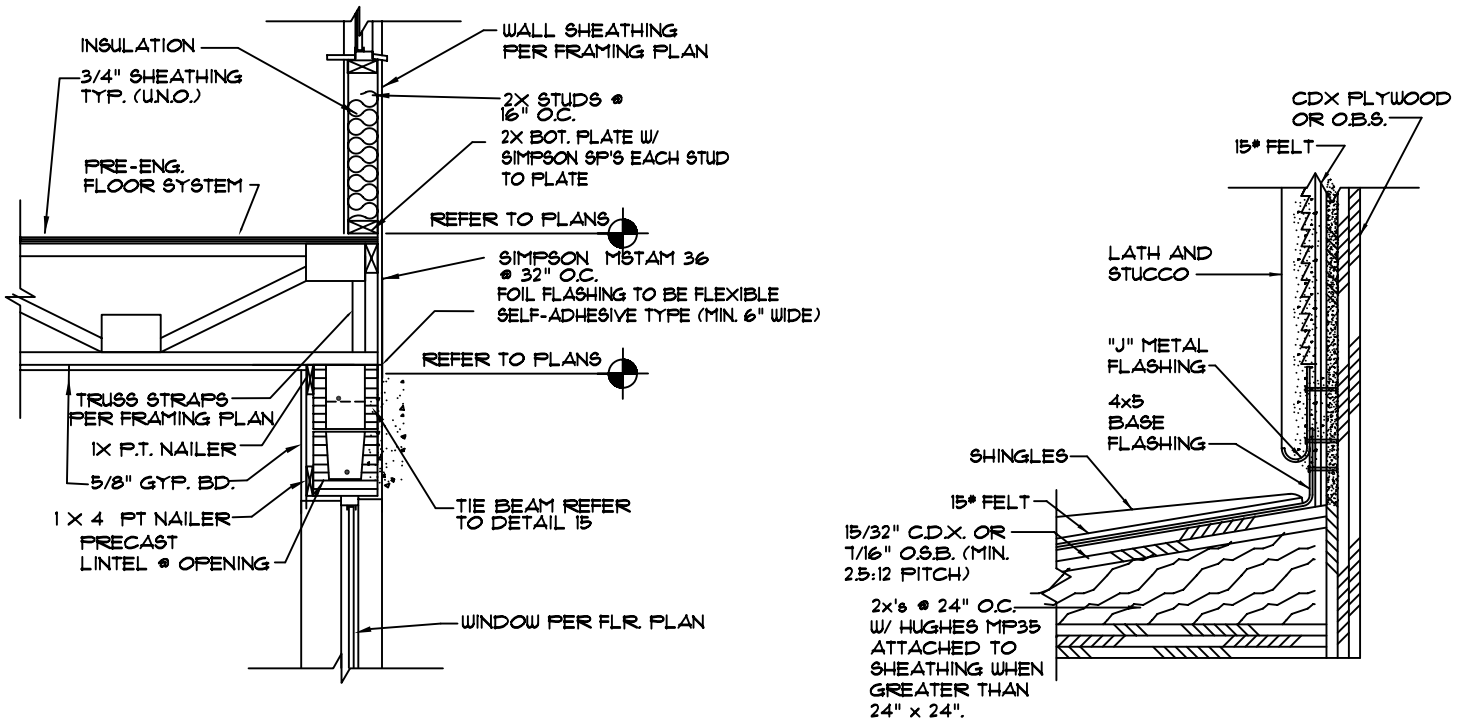 INSULATION
3/4" SHEATHING
TYP. (U.N.O.)
PRE-ENG.
FLOOR SYSTEM
WALL SHEATHING
PER FRAMING PLAN
2X STUDS @
16" O.C.
2X BOT. PLATE W/
SIMPSON SP'S EACH STUD
TO PLATE
REFER TO PLANS
SIMPSON MSTAM 36
@ 32" O.C.
FOIL FLASHING TO BE FLEXIBLE
SELF-ADHESIVE TYPE (MIN. 6" WIDE)
REFER TO PLANS
TRUSS STRAPS
PER FRAMING PLAN
1X P.T. NAILER
5/8" GYP. BD.
1 X 4 PT NAILER
PRECAST
LINTEL @ OPENING
TIE BEAM REFER
TO DETAIL 15
WINDOW PER FLR. PLAN
CDX PLYWOOD
OR O.B.S.
15# FELT
LATH AND
STUCCO
"J" METAL
FLASHING
4x5
BASE
FLASHING
SHINGLES
15# FELT
15/32" C.D.X. OR
7/16" O.S.B. (MIN.
2.5:12 PITCH)
2x's @ 24" O.C.
W/ HUGHES MP35
ATTACHED TO
SHEATHING WHEN
GREATER THAN
24" x 24".